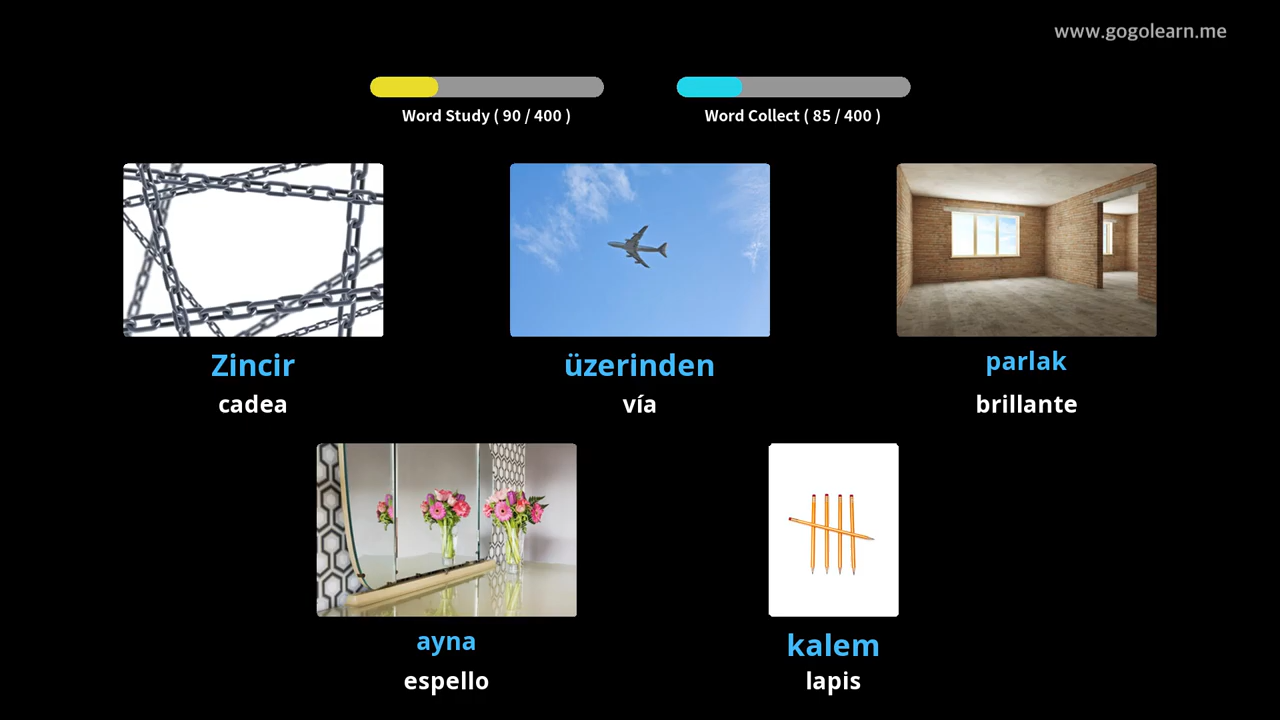 www.gogolearn.me
Word Study ( 90 / 400 )
Word Collect ( 85 / 400 )
Zincir
cadea
üzerinden
vía
parlak
brillante
ayna
espello
kalem
lapis